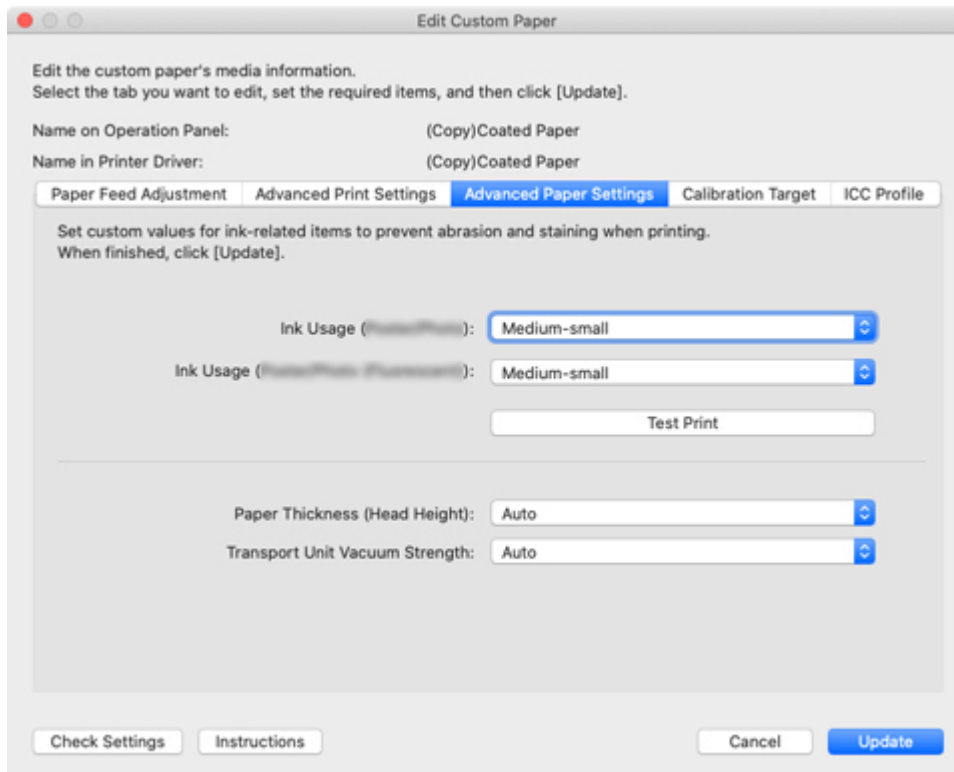 Edit Custom Paper
Edit the custom paper's media information.
Select the tab you want to edit, set the required items, and then click [Update].
Name on Operation Panel: (Copy)Coated Paper
Name in Printer Driver: (Copy)Coated Paper
Paper Feed Adjustment Advanced Print Settings Advanced Paper Settings Calibration Target ICC Profile
Set custom values for ink-related items to prevent abrasion and staining when printing.
When finished, click [Update].
Ink Usage ( ): Medium-small
Ink Usage ( ): Medium-small
Test Print
Paper Thickness (Head Height): Auto
Transport Unit Vacuum Strength: Auto
Check Settings Instructions Cancel Update